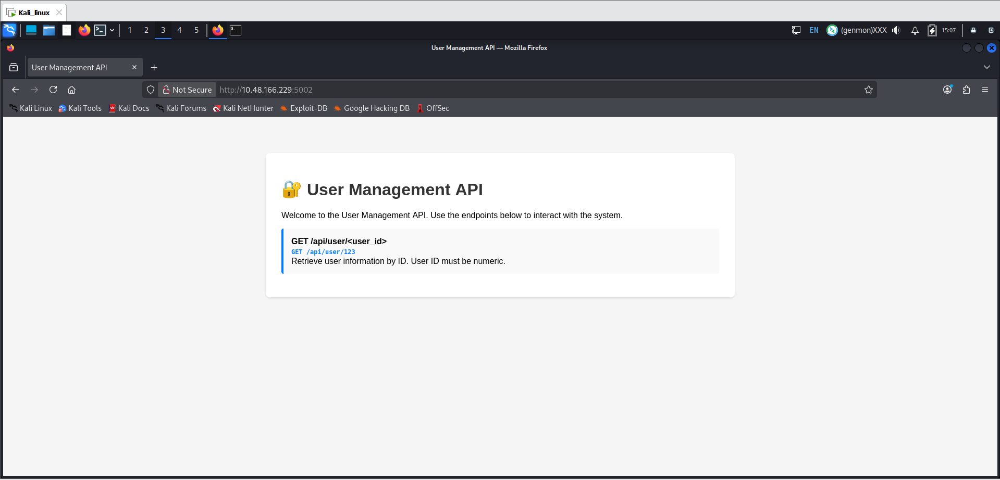 Kali_linux
1 2 3 4 5 EN (genmon)XXX 15:07
User Management API — Mozilla Firefox
User Management API
Not Secure http://10.48.166.229:5002
Kali Linux Kali Tools Kali Docs Kali Forums Kali NetHunter Exploit-DB Google Hacking DB OffSec
User Management API
Welcome to the User Management API. Use the endpoints below to interact with the system.
GET /api/user/<user_id>
GET /api/user/123
Retrieve user information by ID. User ID must be numeric.